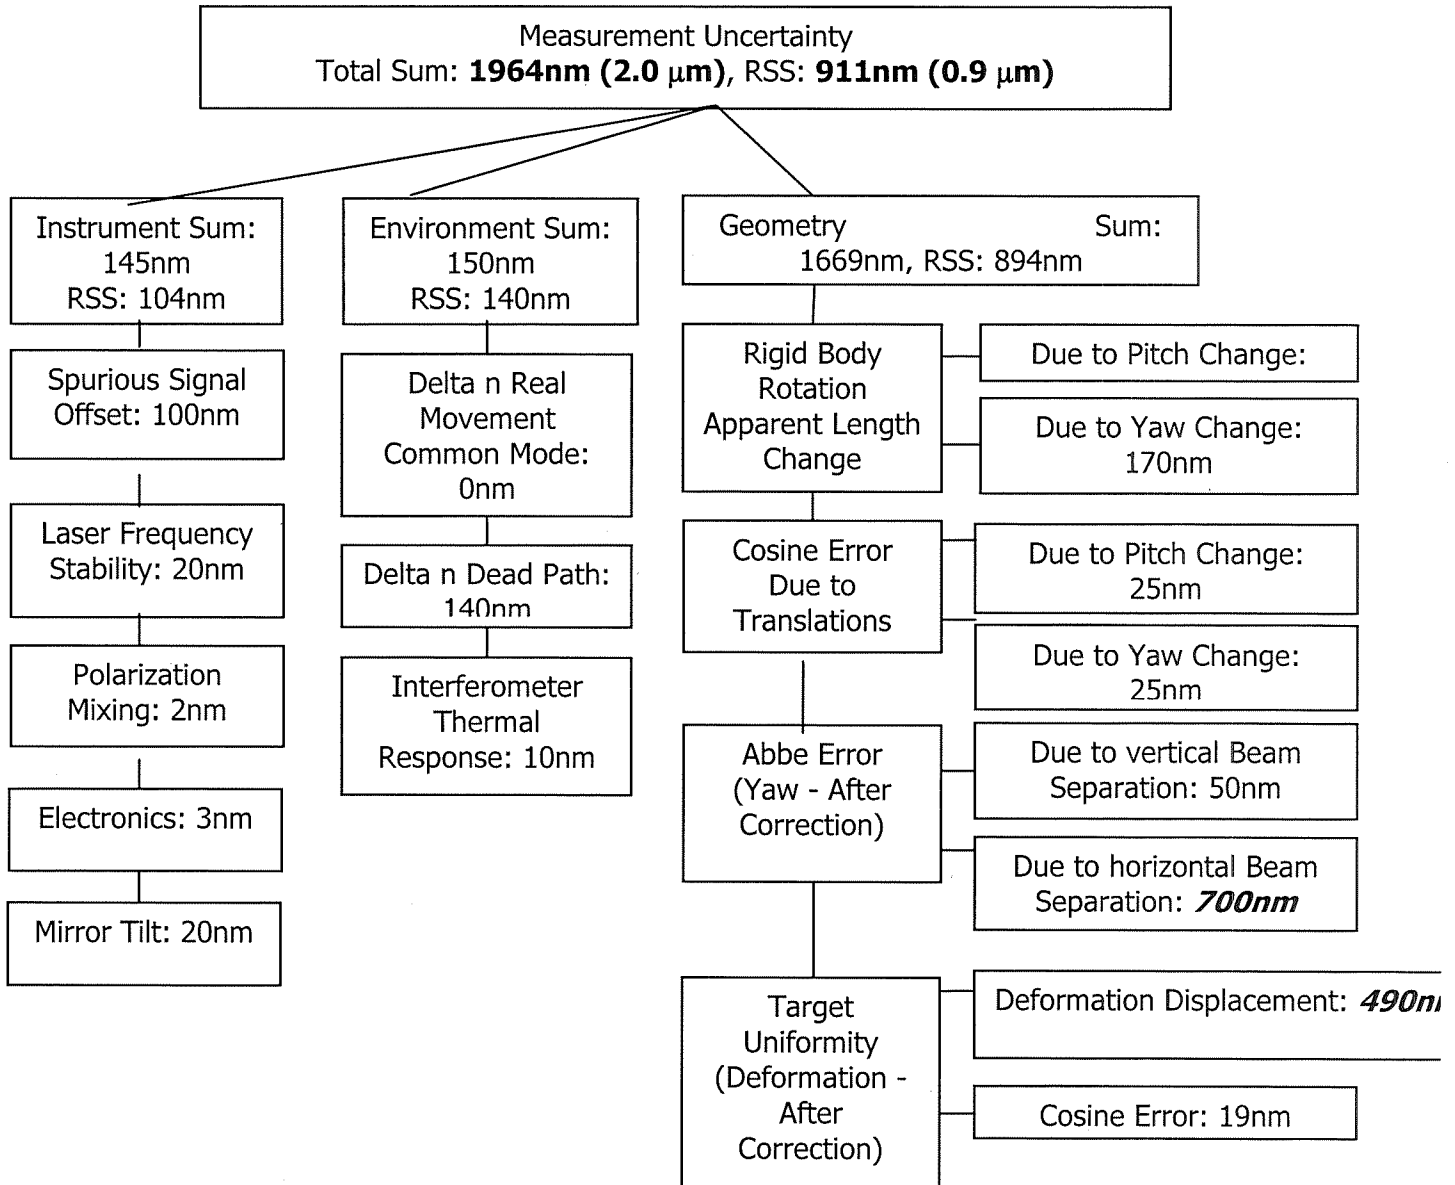 Measurement Uncertainty
Total Sum: 1964nm (2.0 μm), RSS: 911nm (0.9 μm)
Instrument Sum:
145nm
RSS: 104nm
Spurious Signal
Offset: 100nm
Laser Frequency
Stability: 20nm
Polarization
Mixing: 2nm
Electronics: 3nm
Mirror Tilt: 20nm
Environment Sum:
150nm
RSS: 140nm
Delta n Real
Movement
Common Mode:
0nm
Delta n Dead Path:
140nm
Interferometer
Thermal
Response: 10nm
Geometry Sum:
1669nm, RSS: 894nm
Rigid Body
Rotation
Apparent Length
Change
Due to Pitch Change:
Due to Yaw Change:
170nm
Cosine Error
Due to
Translations
Due to Pitch Change:
25nm
Due to Yaw Change:
25nm
Abbe Error
(Yaw - After
Correction)
Due to vertical Beam
Separation: 50nm
Due to horizontal Beam
Separation: 700nm
Target
Uniformity
(Deformation -
After
Correction)
Deformation Displacement:
Cosine Error: 19nm